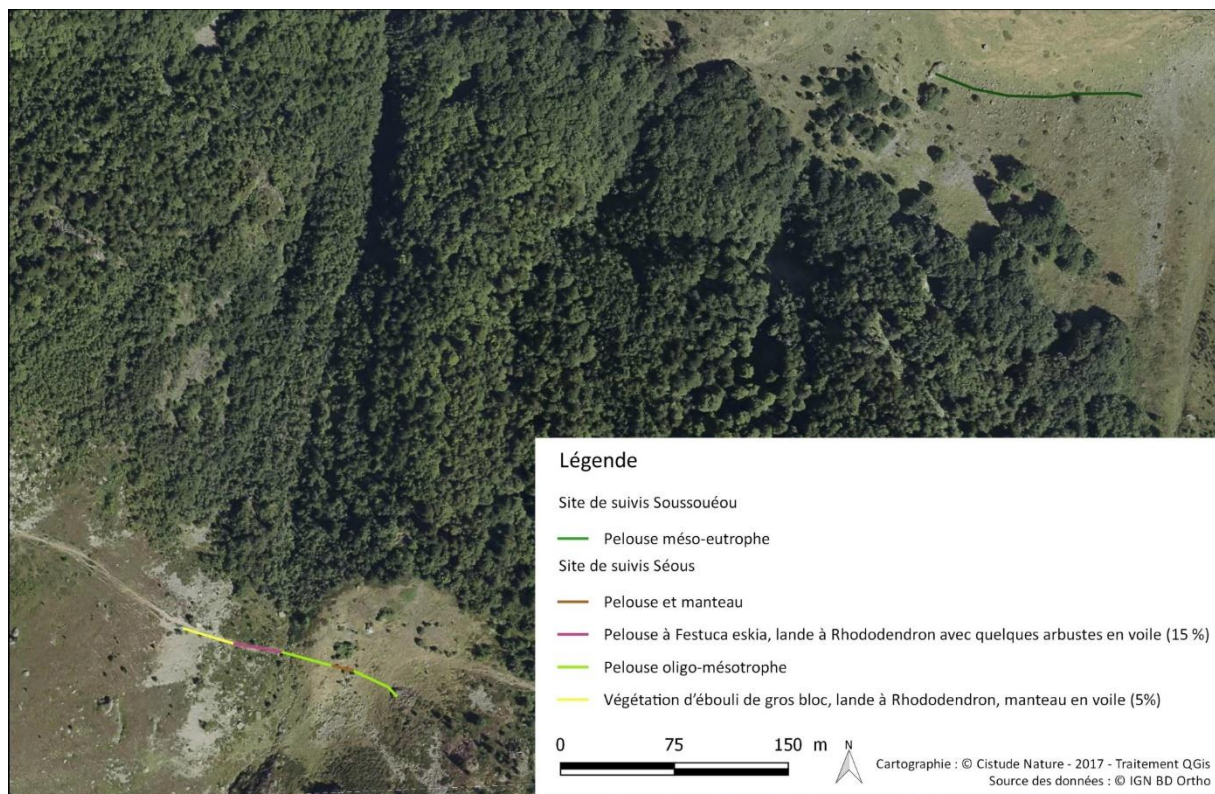 Légende
Site de suivis Soussouéou
Pelouse méso-eutrophe
Site de suivis Séous
Pelouse et manteau
Pelouse à Festuca eskia, lande à Rhododendron avec quelques arbustes en voile (15 %)
Pelouse oligo-mésotrophe
Végétation d'ébouli de gros bloc, lande à Rhododendron, manteau en voile (5%)
0 75 150 m
N
Cartographie : © Cistude Nature - 2017 - Traitement QGis
Source des données : © IGN BD Ortho